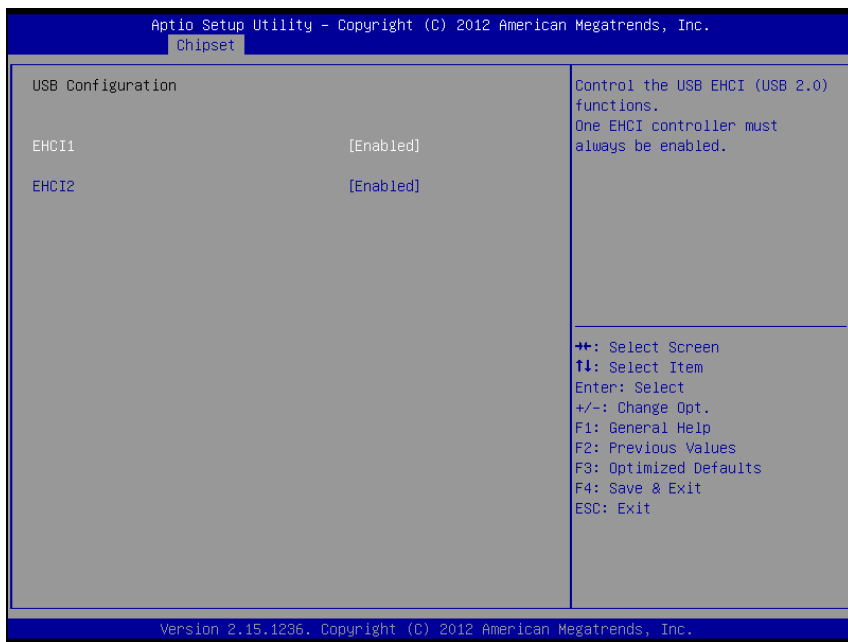 Aptio Setup Utility – Copyright (C) 2012 American Megatrends, Inc.
Chipset
USB Configuration
EHCI1 [Enabled]
EHCI2 [Enabled]
Control the USB EHCI (USB 2.0)
functions.
One EHCI controller must
always be enabled.
→←: Select Screen
↑↓: Select Item
Enter: Select
+/-: Change Opt.
F1: General Help
F2: Previous Values
F3: Optimized Defaults
F4: Save & Exit
ESC: Exit
Version 2.15.1236. Copyright (C) 2012 American Megatrends, Inc.